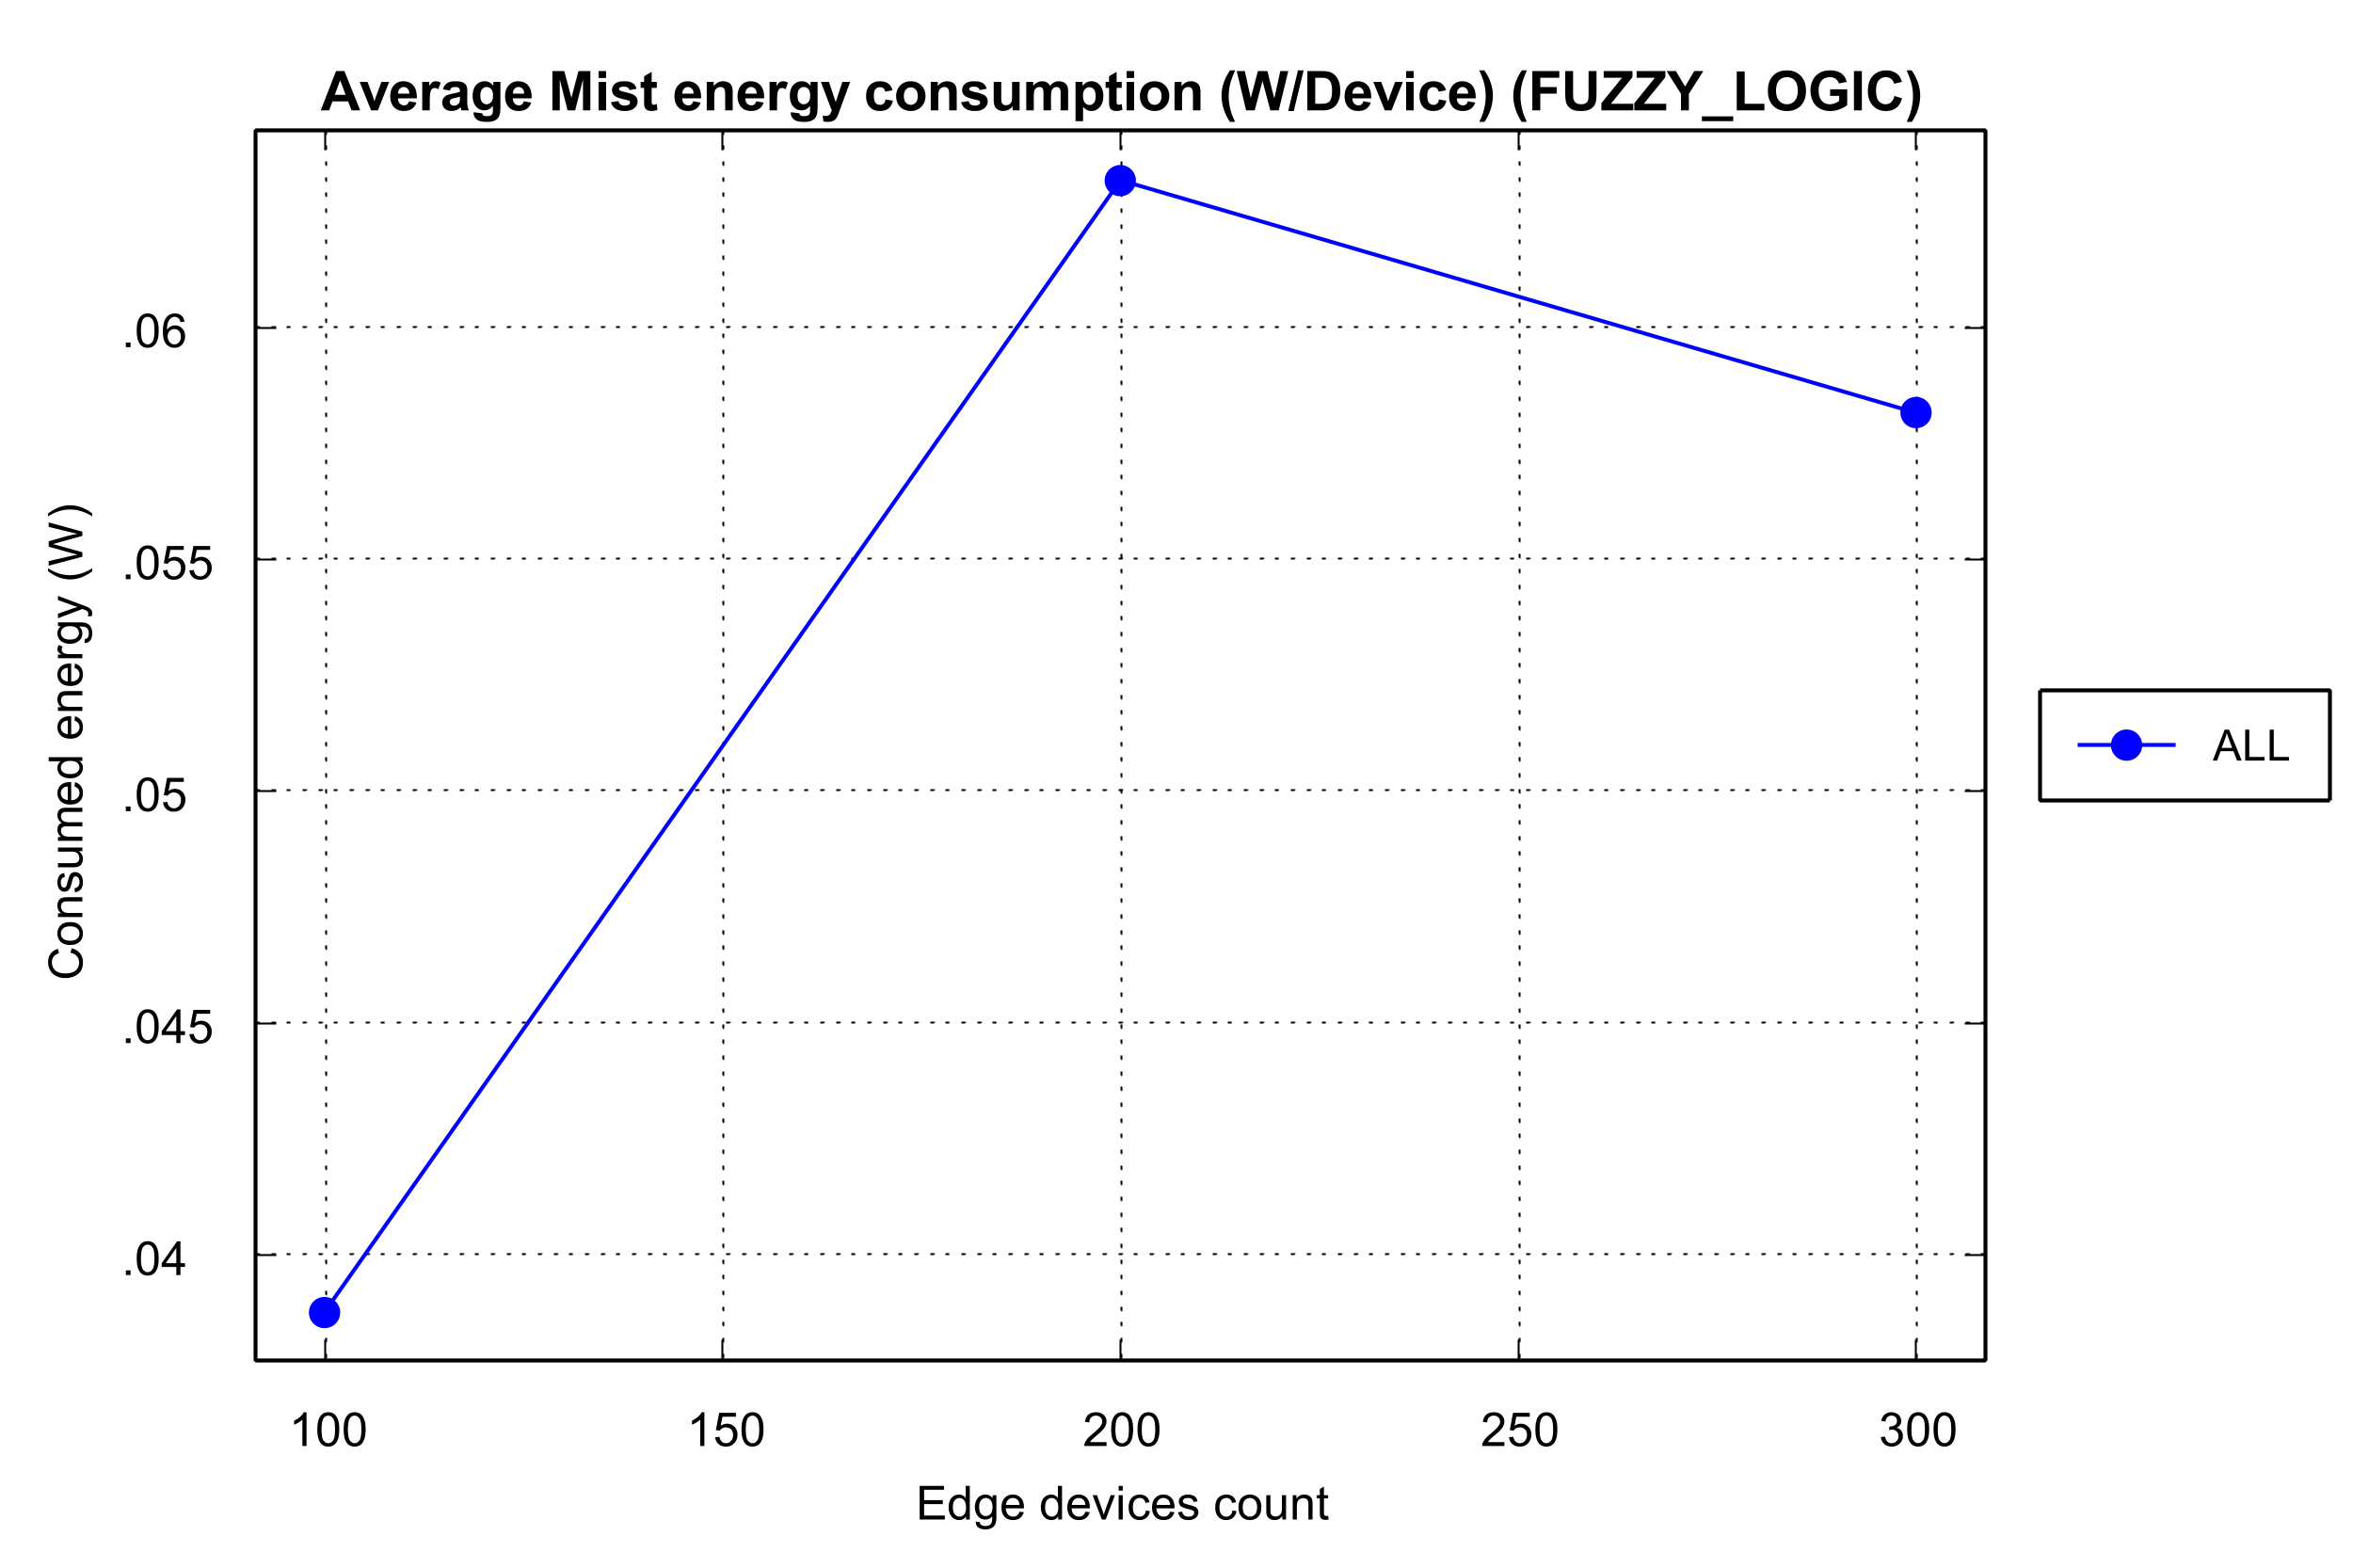 Average Mist energy consumption (W/Device) (FUZZY_LOGIC)
Consumed energy (W)
.06
.055
.05
.045
.04
100 150 200 250 300
Edge devices count
ALL